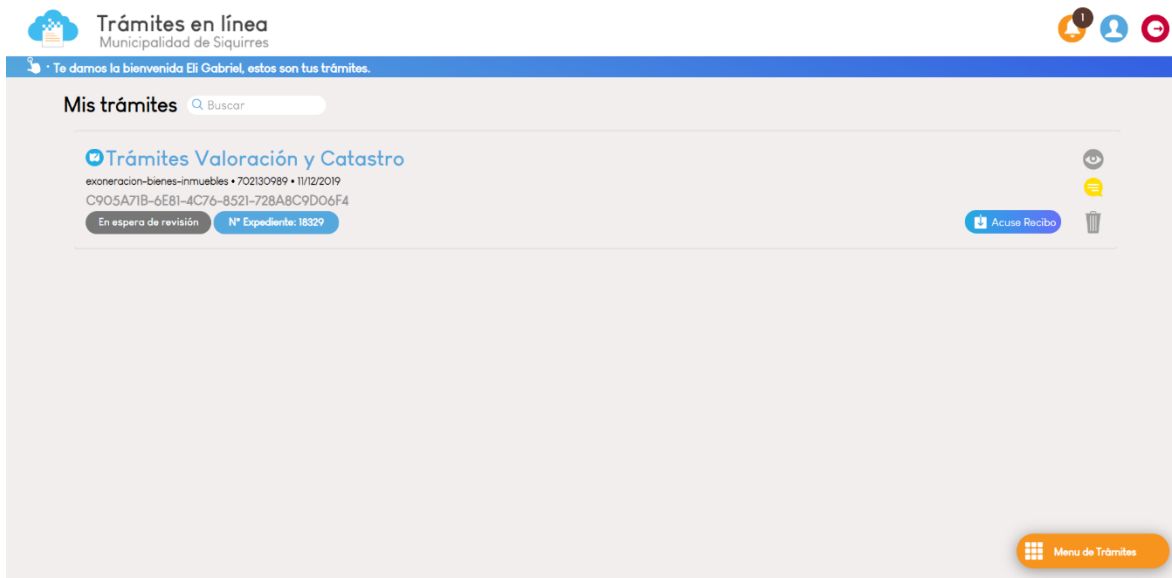 Trámites en línea
Municipalidad de Siquirres
1
· Te damos la bienvenida Eli Gabriel, estos son tus trámites.
Mis trámites
Buscar
Trámites Valoración y Catastro
exoneracion-bienes-inmuebles • 702130989 • 11/12/2019
C905A71B-6E81-4C76-8521-728A8C9D06F4
En espera de revisión
N° Expediente: 18329
Acuse Recibo
Menu de Trámites